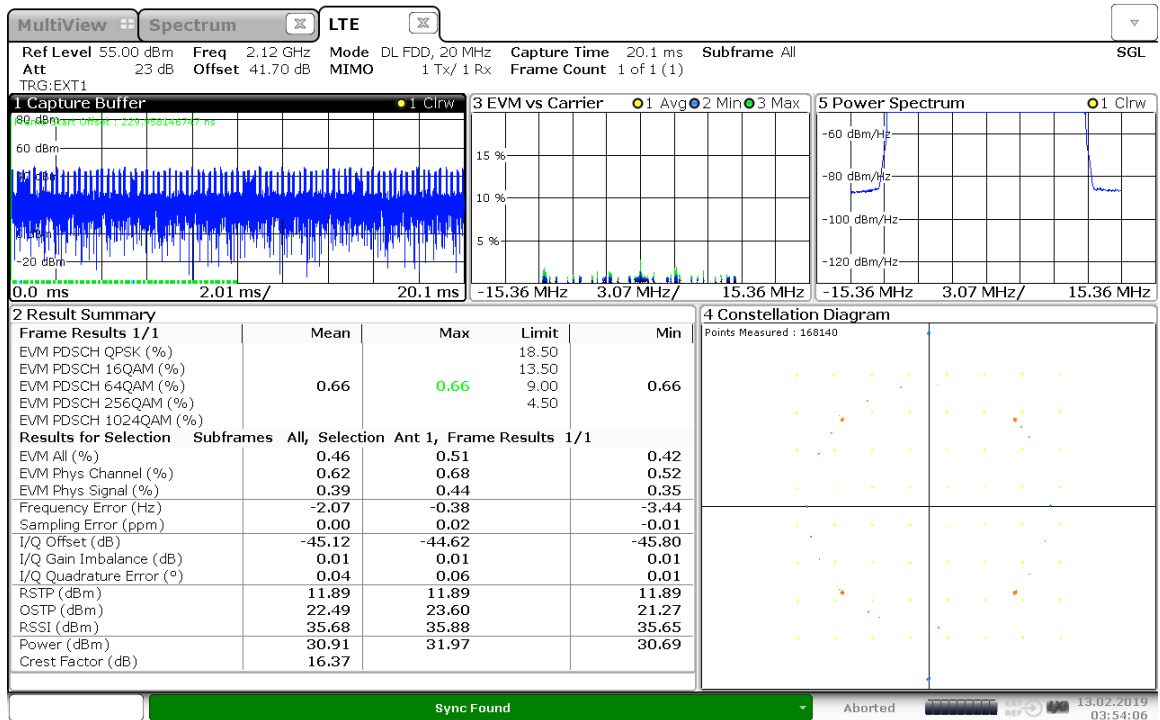 MultiView Spectrum X LTE X
Ref Level 55.00 dBm Freq 2.12 GHz Mode DL FDD, 20 MHz Capture Time 20.1 ms Subframe All SGL
Att 23 dB Offset 41.70 dB MIMO 1 Tx/ 1 Rx Frame Count 1 of 1 (1)
TRG:EXT1
1 Capture Buffer ●1 Clrw
80 dBm
Frame Start Offset : 229.958146747 ns
60 dBm
-20 dBm
0.0 ms 2.01 ms/ 20.1 ms
3 EVM vs Carrier ●1 Avg ●2 Min ●3 Max
15 %
10 %
5 %
-15.36 MHz 3.07 MHz/ 15.36 MHz
5 Power Spectrum ●1 Clrw
-60 dBm/Hz
-80 dBm/Hz
-100 dBm/Hz
-120 dBm/Hz
-15.36 MHz 3.07 MHz/ 15.36 MHz
2 Result Summary
Frame Results 1/1 Mean Max Limit Min
EVM PDSCH QPSK (%) 18.50
EVM PDSCH 16QAM (%) 13.50
EVM PDSCH 64QAM (%) 0.66 0.66 9.00 0.66
EVM PDSCH 256QAM (%) 4.50
EVM PDSCH 1024QAM (%)
Results for Selection Subframes All, Selection Ant 1, Frame Results 1/1
EVM All (%) 0.46 0.51 0.42
EVM Phys Channel (%) 0.62 0.68 0.52
EVM Phys Signal (%) 0.39 0.44 0.35
Frequency Error (Hz) -2.07 -0.38 -3.44
Sampling Error (ppm) 0.00 0.02 -0.01
I/Q Offset (dB) -45.12 -44.62 -45.80
I/Q Gain Imbalance (dB) 0.01 0.01 0.01
I/Q Quadrature Error (°) 0.04 0.06 0.01
RSTP (dBm) 11.89 11.89 11.89
OSTP (dBm) 22.49 23.60 21.27
RSSI (dBm) 35.68 35.88 35.65
Power (dBm) 30.91 31.97 30.69
Crest Factor (dB) 16.37
4 Constellation Diagram
Points Measured : 168140
Sync Found Aborted 13.02.2019
03:54:06